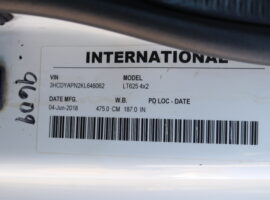 INTERNATIONAL
VIN MODEL
3HCDYAPN2KL646062 LT625 4x2
DATE MFG. W.B. PD LOC - DATE
04-Jun-2018 475.0 CM 187.0 IN
9609